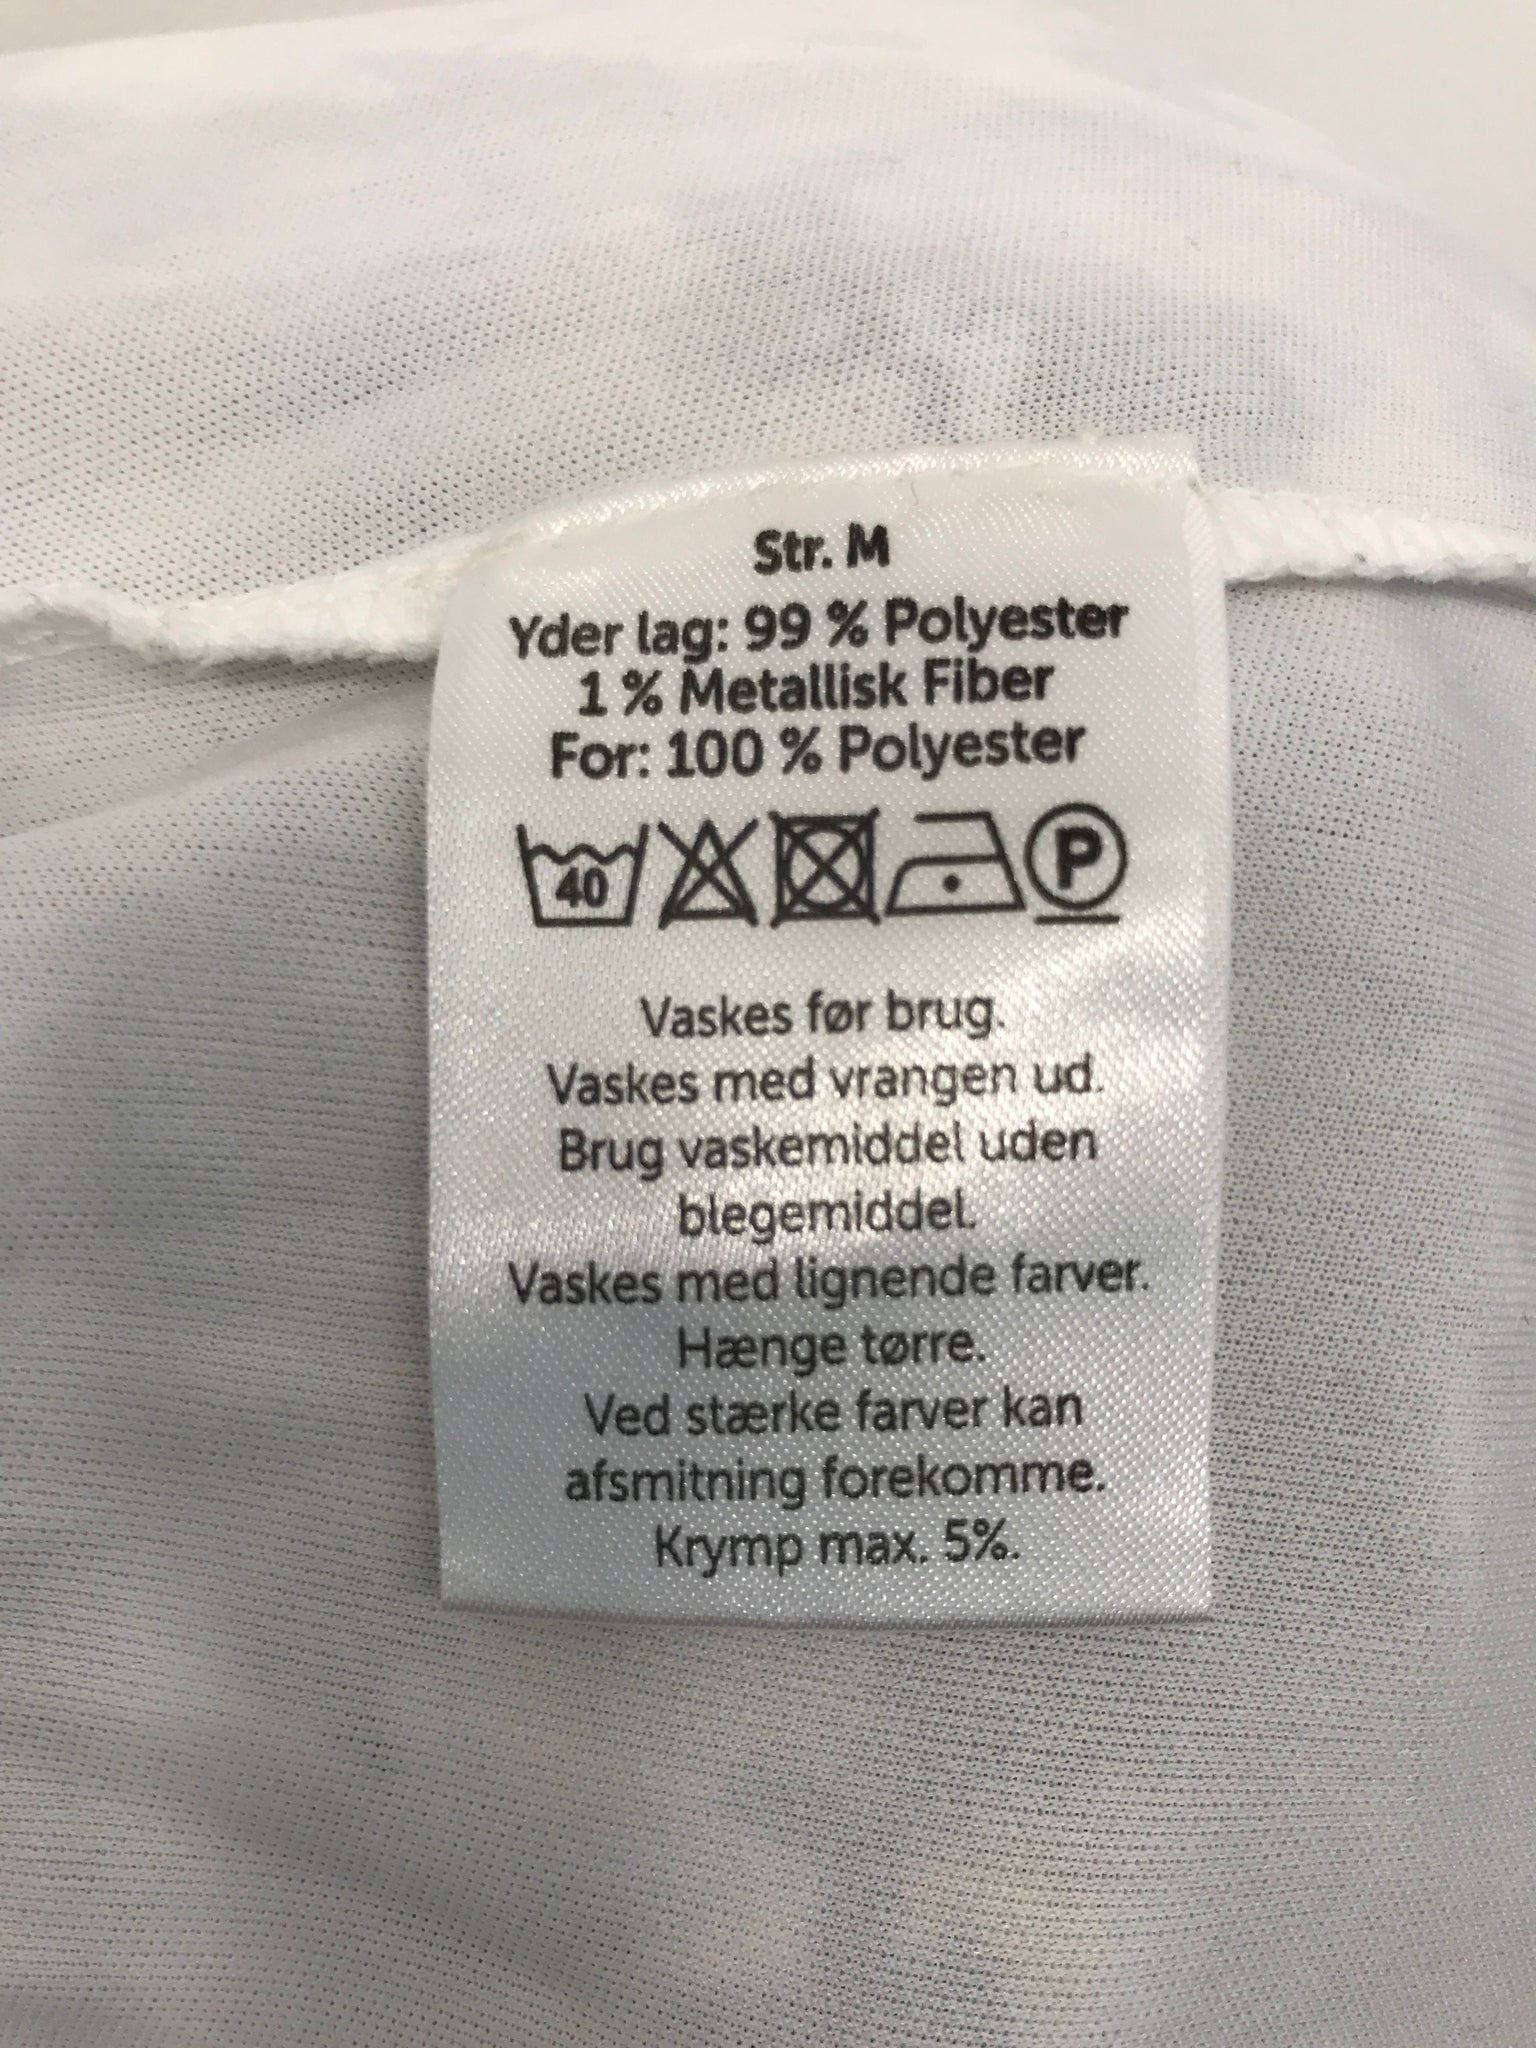 Str. M
Yder lag: 99 % Polyester
1 % Metallisk Fiber
For: 100 % Polyester
40 P
Vaskes før brug.
Vaskes med vrangen ud.
Brug vaskemiddel uden
blegemiddel.
Vaskes med lignende farver.
Hænge tørre.
Ved stærke farver kan
afsmitning forekomme.
Krymp max. 5%.